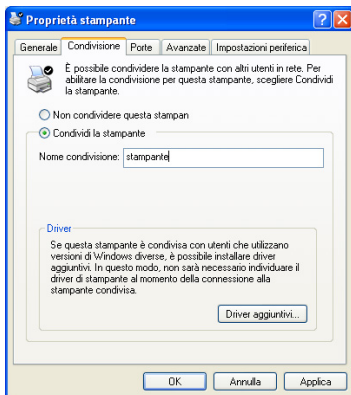 Proprietà stampante
Generale Condivisione Porte Avanzate Impostazioni periferica
È possibile condividere la stampante con altri utenti in rete. Per
abilitare la condivisione per questa stampante, scegliere Condividi
la stampante.
Non condividere questa stampan
Condividi la stampante
Nome condivisione: stampante
Driver
Se questa stampante è condivisa con utenti che utilizzano
versioni di Windows diverse, è possibile installare driver
aggiuntivi. In questo modo, non sarà necessario individuare il
driver di stampante al momento della connessione alla
stampante condivisa.
Driver aggiuntivi...
OK Annulla Applica